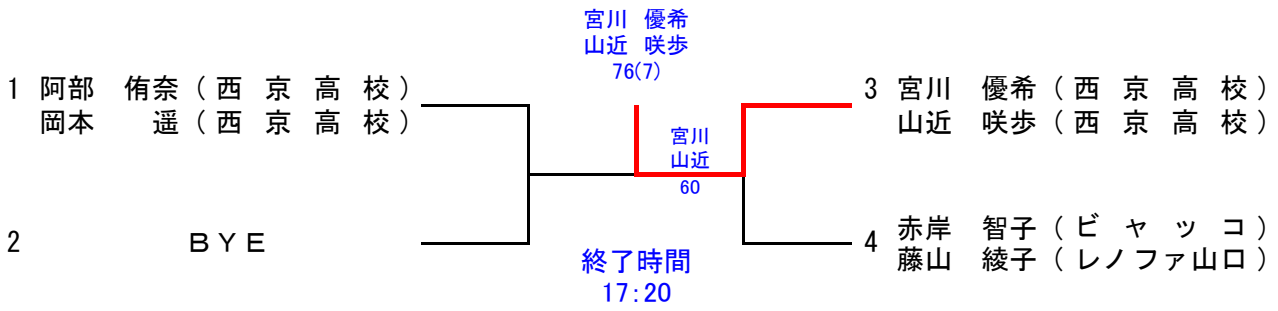 宮川 優希
山近 咲歩
76(7)
1 阿部 侑奈 ( 西 京 高 校 )
岡本 遥 ( 西 京 高 校 )
2 ＢＹＥ
宮川
山近
60
3 宮川 優希 ( 西 京 高 校 )
山近 咲歩 ( 西 京 高 校 )
4 赤岸 智子 ( ビ ャ ッ コ )
藤山 綾子 ( レノファ山口 )
終了時間
17:20